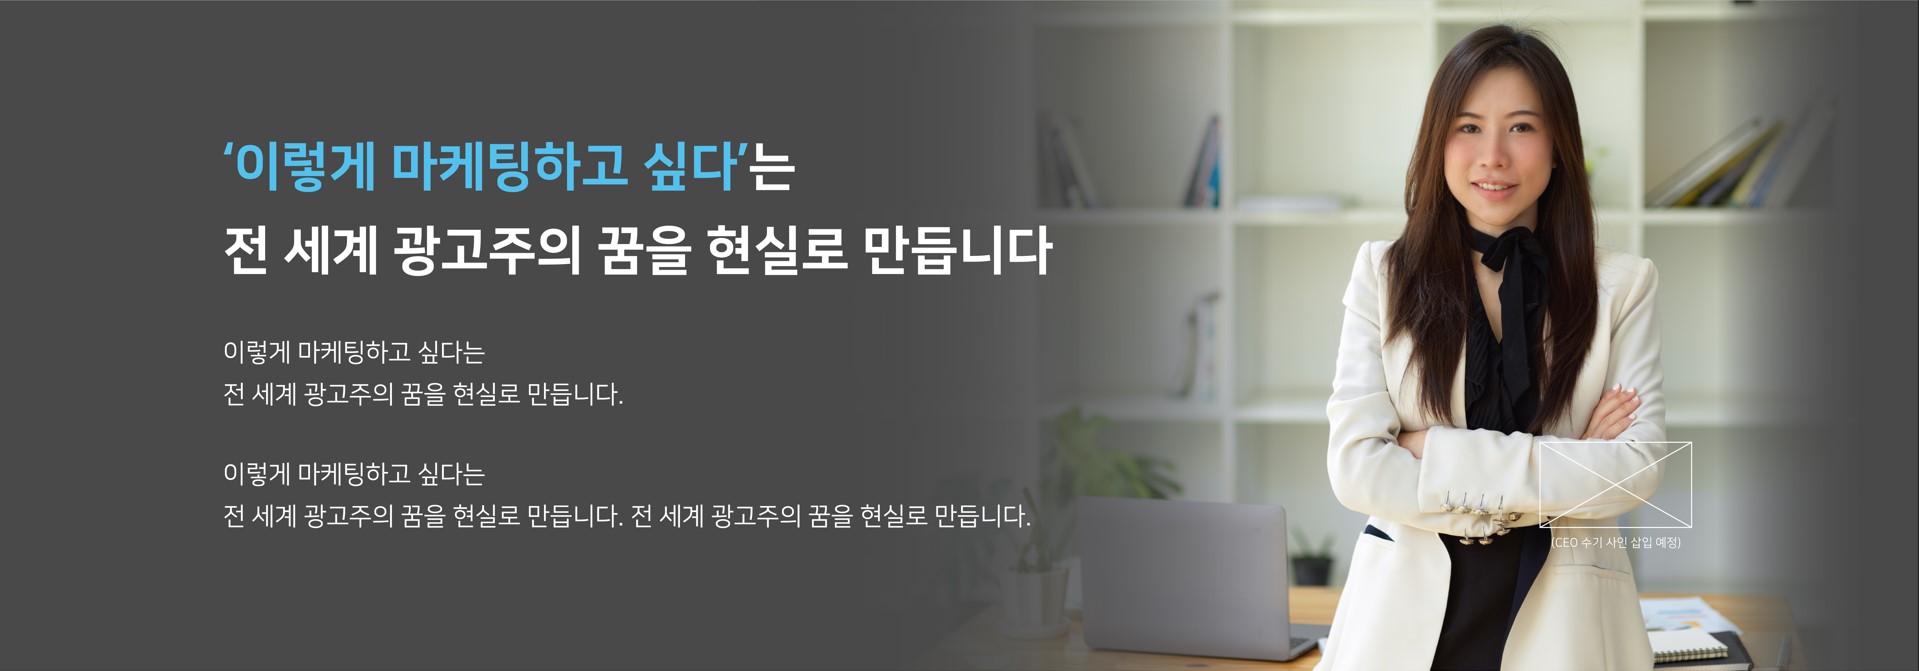 ‘이렇게 마케팅하고 싶다’는
전 세계 광고주의 꿈을 현실로 만듭니다
이렇게 마케팅하고 싶다는
전 세계 광고주의 꿈을 현실로 만듭니다.
이렇게 마케팅하고 싶다는
전 세계 광고주의 꿈을 현실로 만듭니다. 전 세계 광고주의 꿈을 현실로 만듭니다.
(CEO 수기 사인 삽입 예정)